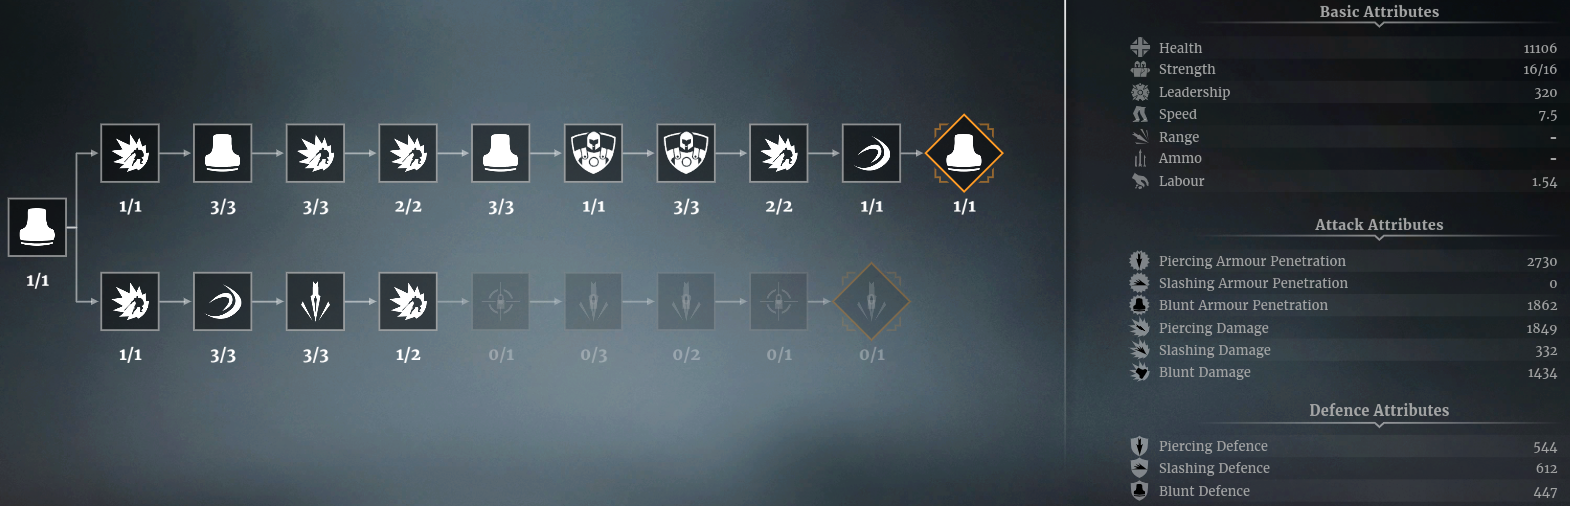 1/1
1/1 3/3 3/3 2/2 3/3 1/1 3/3 2/2 1/1 1/1
1/1 3/3 3/3 1/2 0/1 0/3 0/2 0/1 0/1
Basic Attributes
Health 11106
Strength 16/16
Leadership 320
Speed 7.5
Range -
Ammo -
Labour 1.54
Attack Attributes
Piercing Armour Penetration 2730
Slashing Armour Penetration 0
Blunt Armour Penetration 1862
Piercing Damage 1849
Slashing Damage 332
Blunt Damage 1434
Defence Attributes
Piercing Defence 544
Slashing Defence 612
Blunt Defence 447